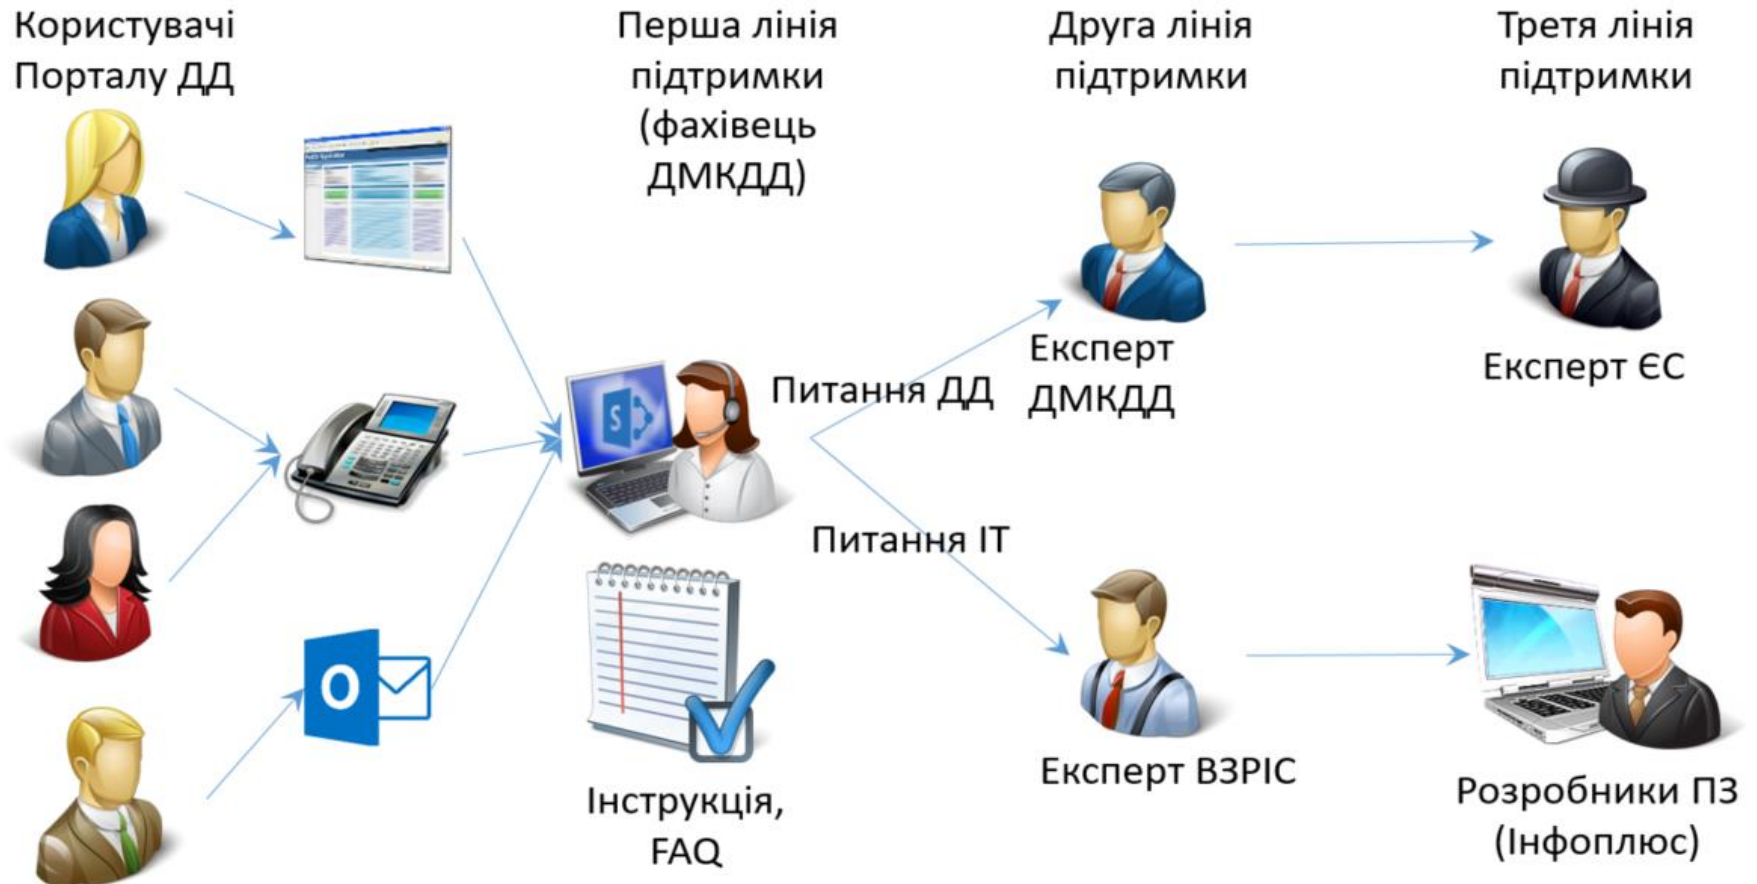 Користувачі
Порталу ДД
Перша лінія
підтримки
(фахівець
ДМКДД)
Друга лінія
підтримки
Третя лінія
підтримки
Експерт
ДМКДД
Експерт ЄС
Питання ДД
Питання ІТ
Інструкція,
FAQ
Експерт ВЗРІС
Розробники ПЗ
(Інфоплюс)